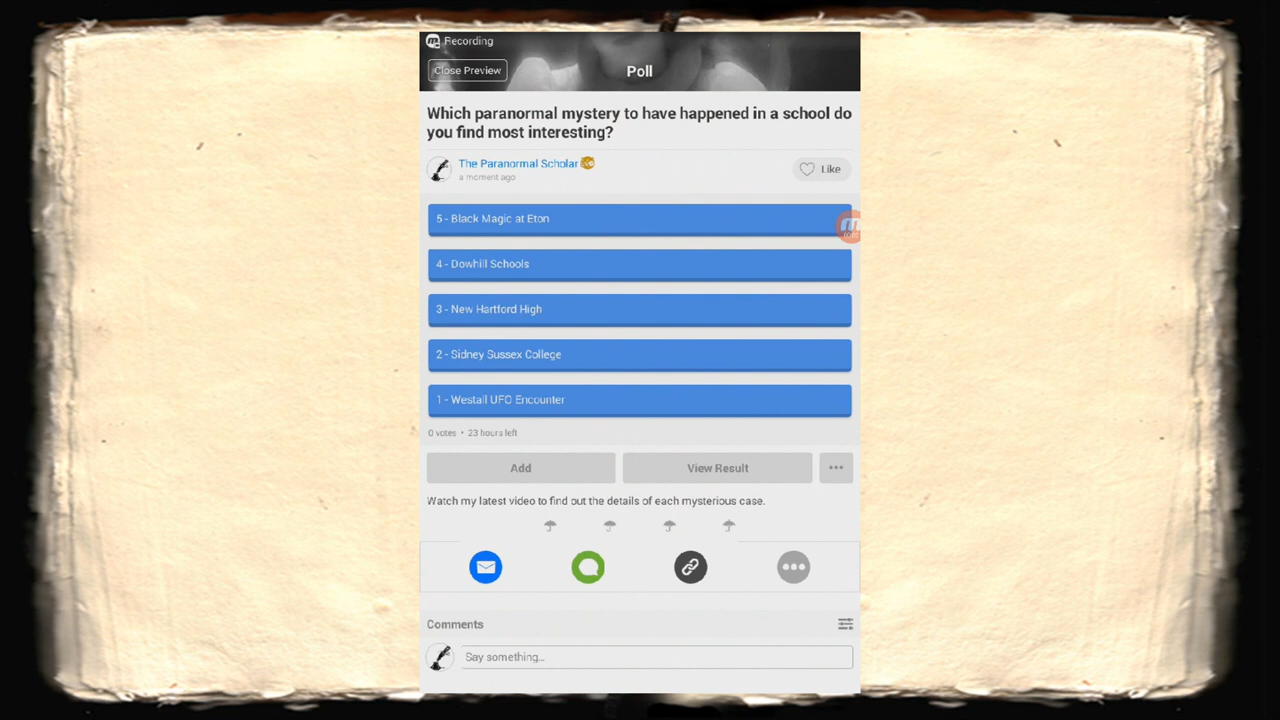 Recording
Close Preview
Poll
Which paranormal mystery to have happened in a school do
you find most interesting?
The Paranormal Scholar
a moment ago
Like
5 - Black Magic at Eton
4 - Dowhill Schools
3 - New Hartford High
2 - Sidney Sussex College
1 - Westall UFO Encounter
0 votes • 23 hours left
Add
View Result
Watch my latest video to find out the details of each mysterious case.
Comments
Say something...